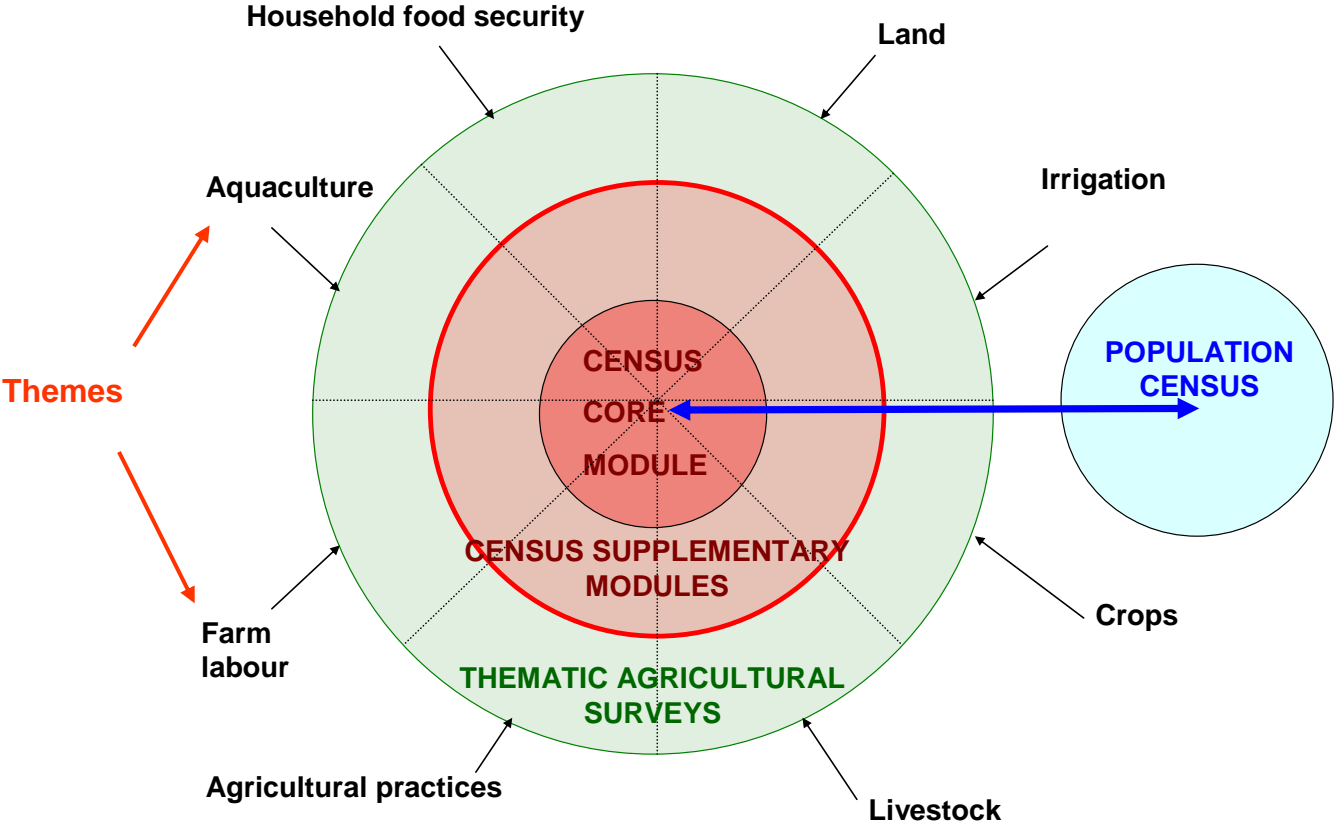 Household food security
Land
Aquaculture
Irrigation
Themes
CENSUS
CORE
MODULE
POPULATION
CENSUS
CENSUS SUPPLEMENTARY
MODULES
Farm
labour
Crops
THEMATIC AGRICULTURAL
SURVEYS
Agricultural practices
Livestock